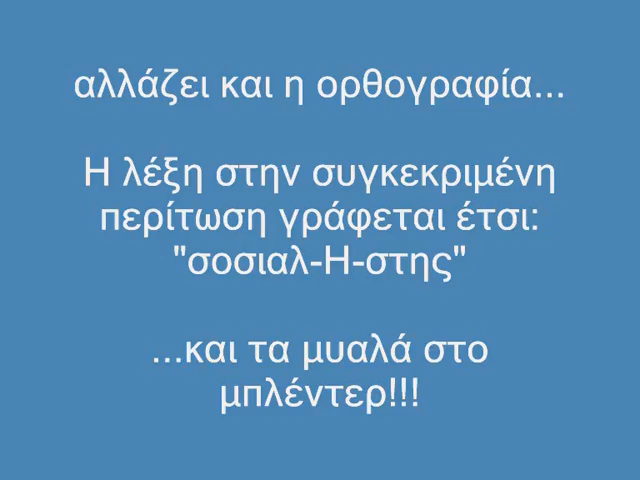 αλλάζει και η ορθογραφία...
Η λέξη στην συγκεκριμένη
περίτωση γράφεται έτσι:
"σοσιαλ-Η-στης"
...και τα μυαλά στο
μπλέντερ!!!